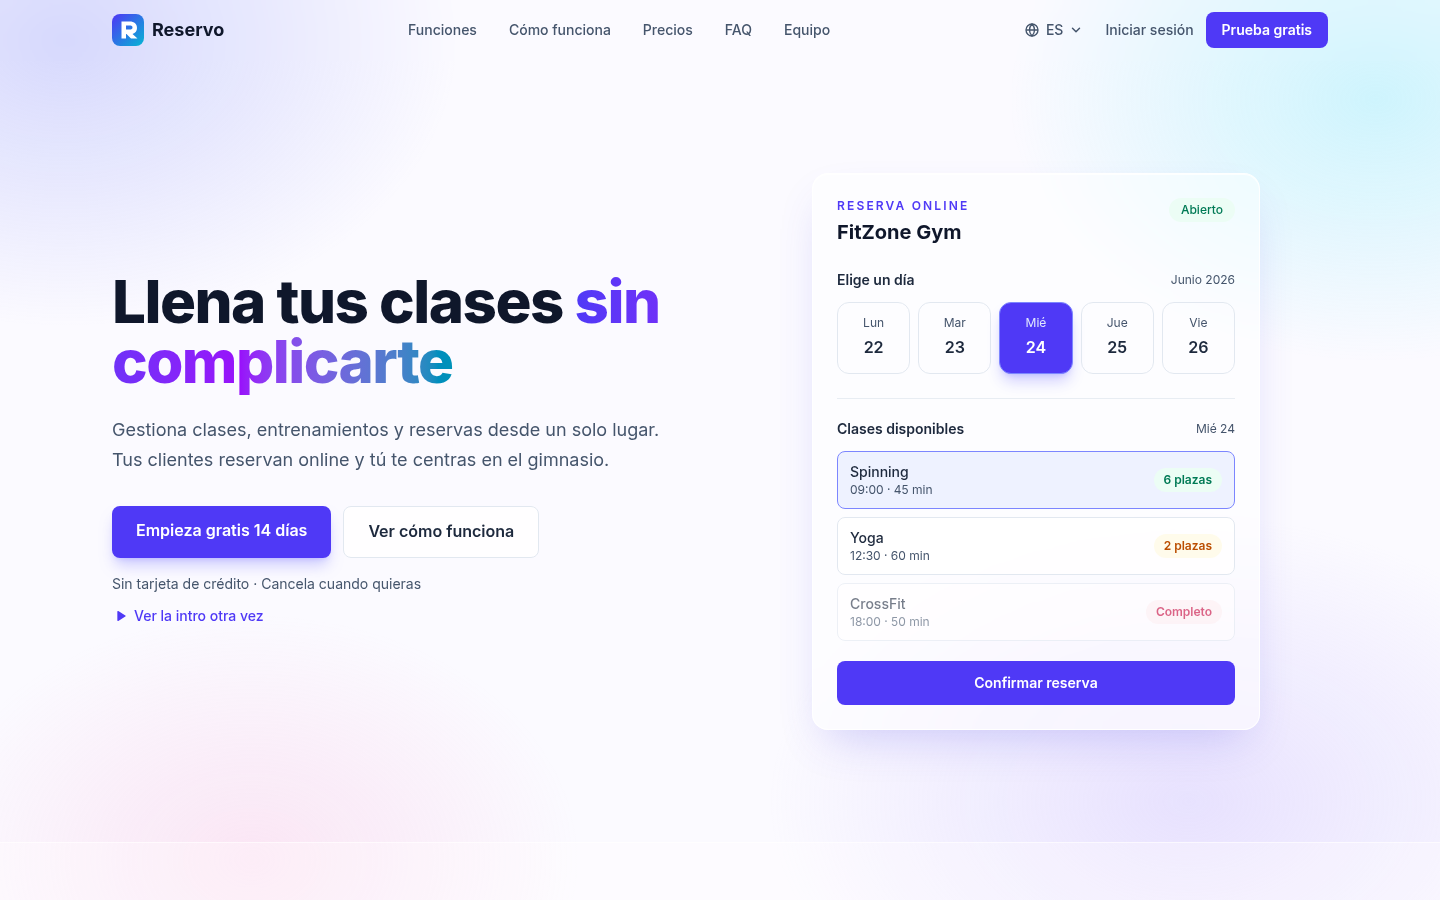 Reservo
Funciones
Cómo funciona
Precios
FAQ
Equipo
ES
Iniciar sesión
Prueba gratis
Llena tus clases sin
complicarte
Gestiona clases, entrenamientos y reservas desde un solo lugar.
Tus clientes reservan online y tú te centras en el gimnasio.
Empieza gratis 14 días
Ver cómo funciona
Sin tarjeta de crédito · Cancela cuando quieras
Ver la intro otra vez
RESERVA ONLINE
Abierto
FitZone Gym
Elige un día
Junio 2026
Lun
22
Mar
23
Mié
24
Jue
25
Vie
26
Clases disponibles
Mié 24
Spinning
09:00 · 45 min
6 plazas
Yoga
12:30 · 60 min
2 plazas
CrossFit
18:00 · 50 min
Completo
Confirmar reserva